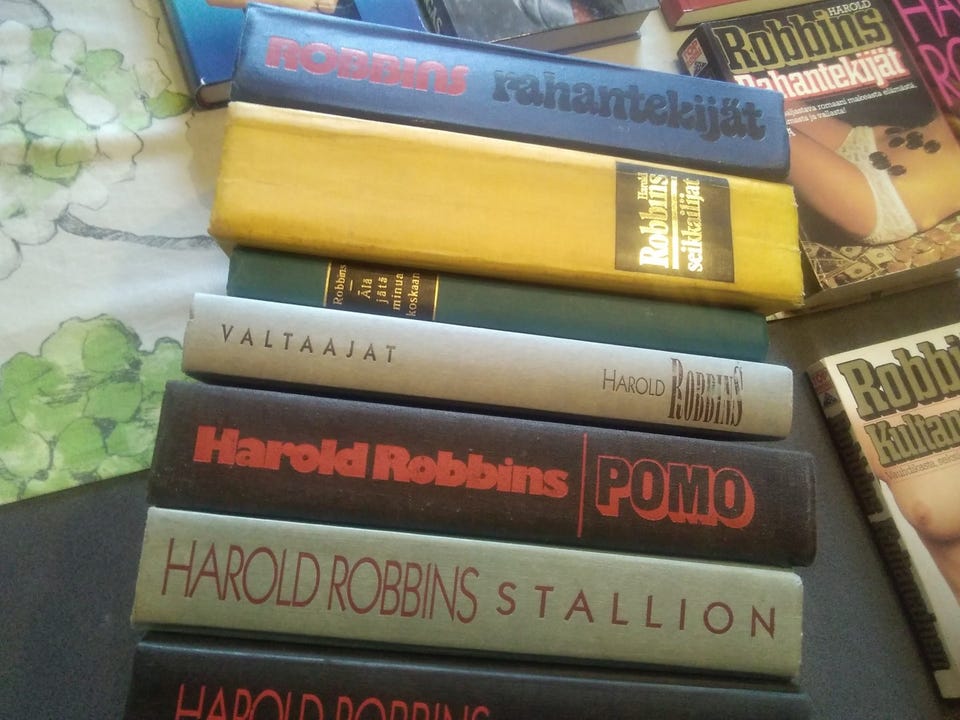 ROBBINS rahantekijät
Harold
Robbins
seikkailijat
Robbins
Älä
jätä
minua
koskaan
VALTAAJAT HAROLD ROBBINS
Harold Robbins POMO
HAROLD ROBBINS STALLION
HAROLD ROBBINS
HAROLD
Robbins
Rahantekijät